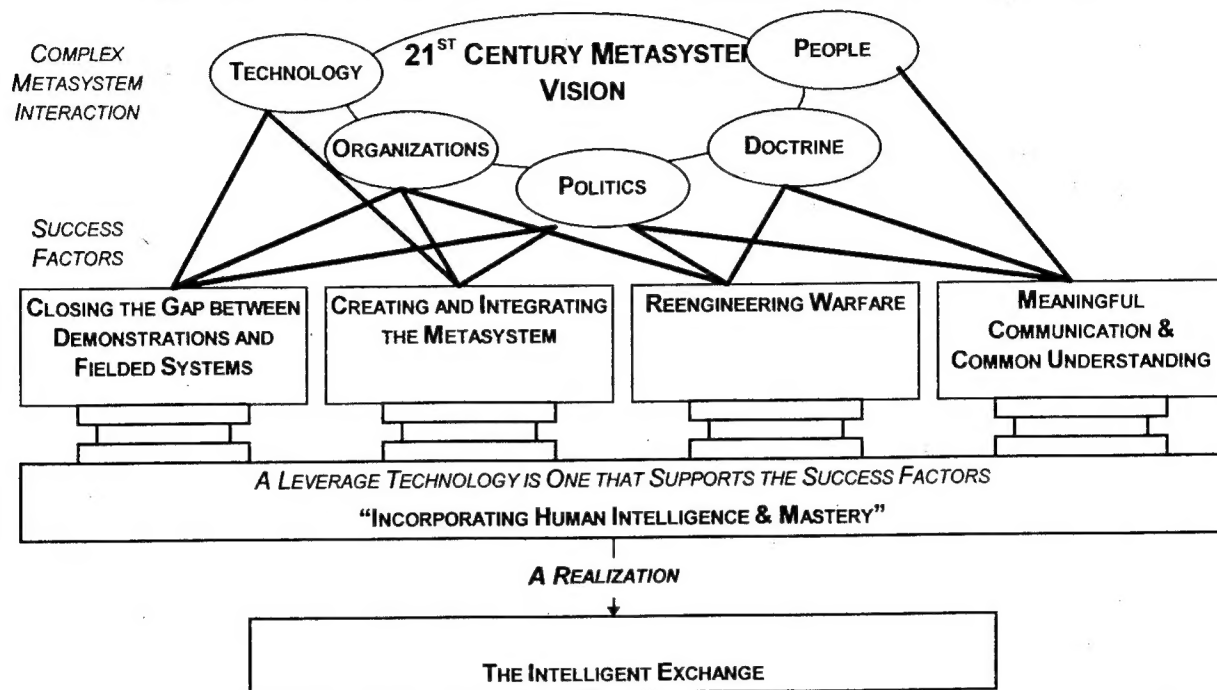 COMPLEX
METASYSTEM
INTERACTION
21ST CENTURY METASYSTEM
VISION
TECHNOLOGY
PEOPLE
ORGANIZATIONS
DOCTRINE
POLITICS
SUCCESS
FACTORS
CLOSING THE GAP BETWEEN
DEMONSTRATIONS AND
FIELDED SYSTEMS
CREATING AND INTEGRATING
THE METASYSTEM
REENGINEERING WARFARE
MEANINGFUL
COMMUNICATION &
COMMON UNDERSTANDING
A LEVERAGE TECHNOLOGY IS ONE THAT SUPPORTS THE SUCCESS FACTORS
“INCORPORATING HUMAN INTELLIGENCE & MASTERY”
A REALIZATION
THE INTELLIGENT EXCHANGE